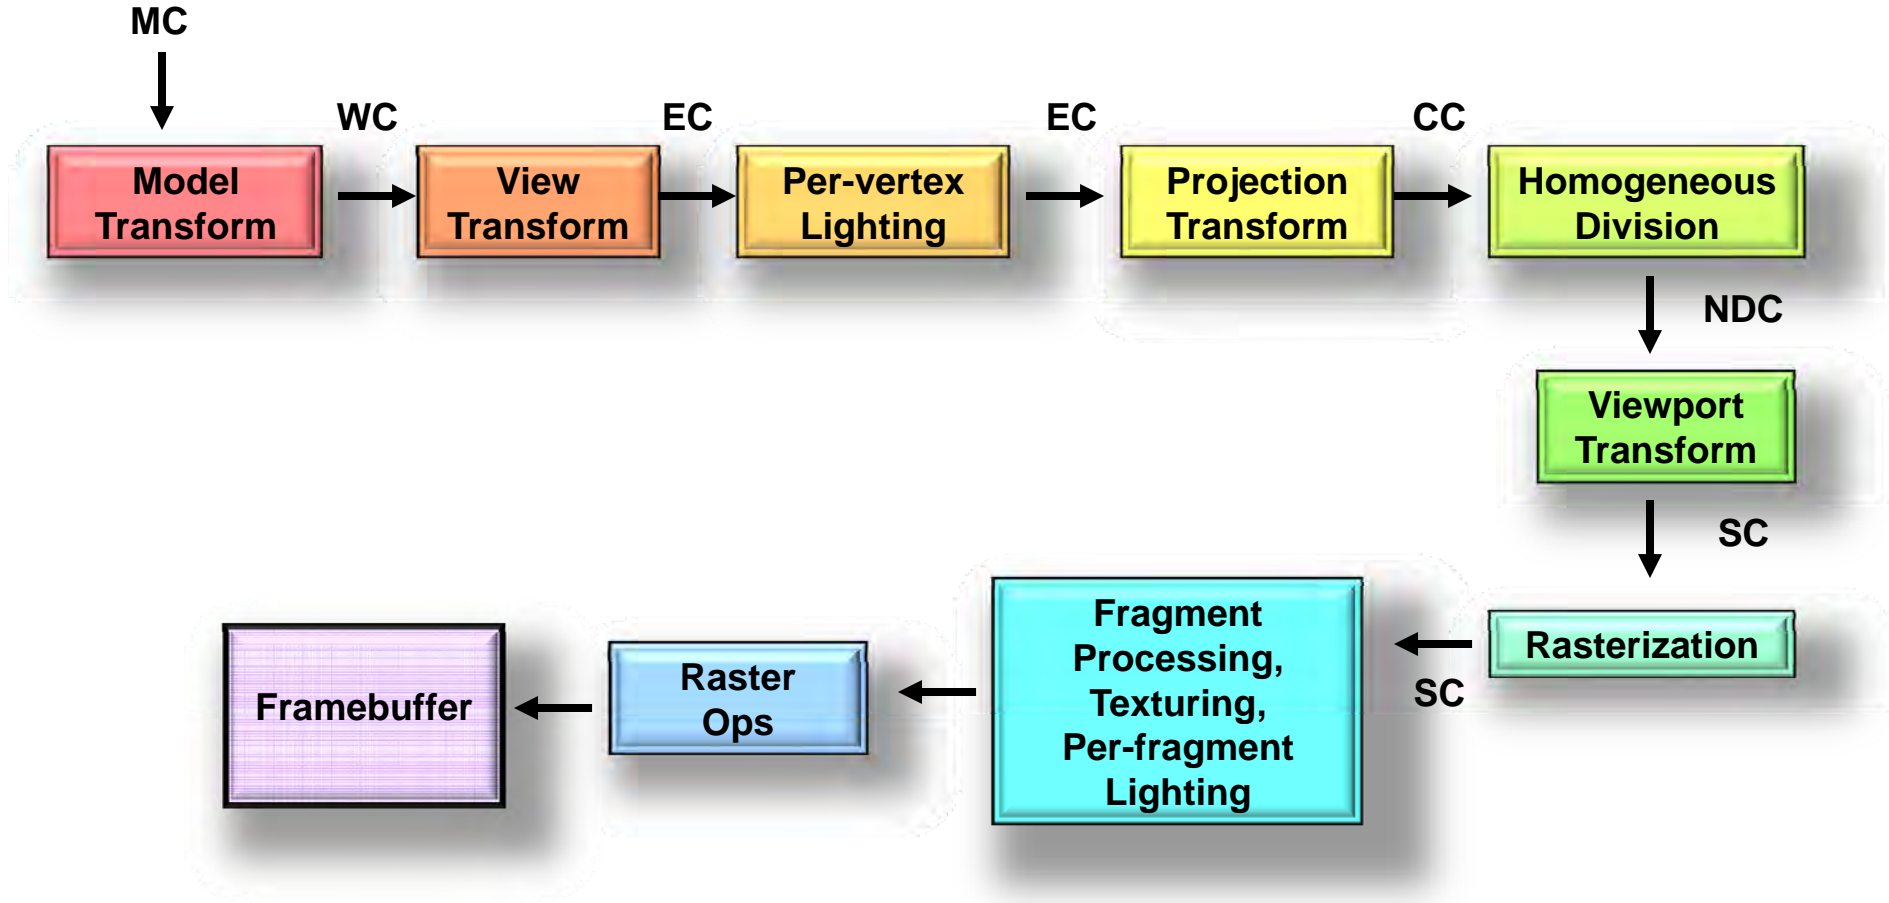 MC
WC
EC
EC
CC
Model
Transform
View
Transform
Per-vertex
Lighting
Projection
Transform
Homogeneous
Division
NDC
Viewport
Transform
SC
Rasterization
SC
Fragment
Processing,
Texturing,
Per-fragment
Lighting
Raster
Ops
Framebuffer